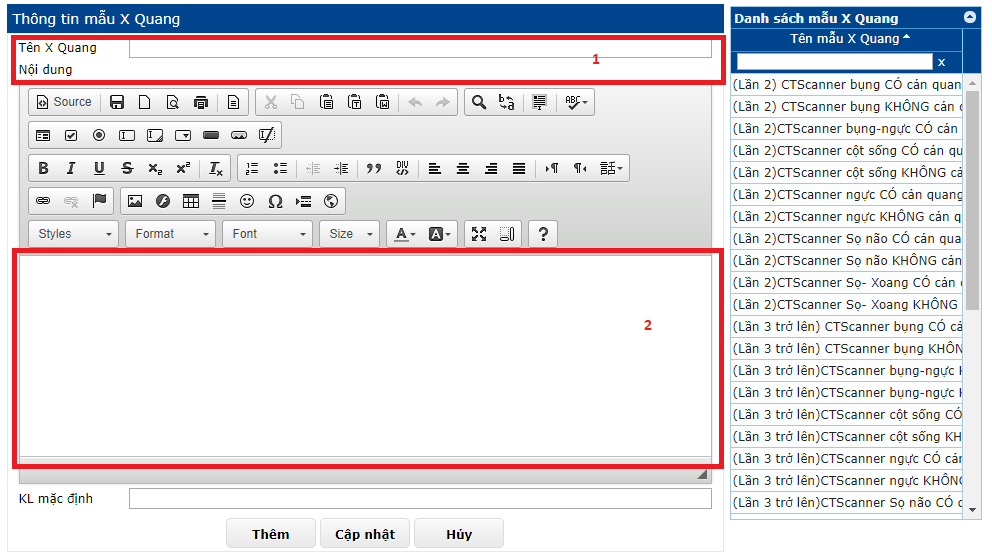 Thông tin mẫu X Quang
Tên X Quang
1
Nội dung
Source
ABC
B I U S x₂ x² Tx
DIV
話
Ω
Styles Format Font Size A A ?
2
KL mặc định
Thêm Cập nhật Hủy
Danh sách mẫu X Quang
Tên mẫu X Quang
x
(Lần 2) CTScanner bụng CÓ cản quan
(Lần 2) CTScanner bụng KHÔNG cản
(Lần 2)CTScanner bụng-ngực CÓ cản
(Lần 2)CTScanner cột sống CÓ cản qu
(Lần 2)CTScanner cột sống KHÔNG cả
(Lần 2)CTScanner ngực CÓ cản quang
(Lần 2)CTScanner ngực KHÔNG cản q
(Lần 2)CTScanner Sọ não CÓ cản qua
(Lần 2)CTScanner Sọ não KHÔNG cản
(Lần 2)CTScanner Sọ- Xoang CÓ cản
(Lần 2)CTScanner Sọ- Xoang KHÔNG
(Lần 3 trở lên) CTScanner bụng CÓ cả
(Lần 3 trở lên) CTScanner bụng KHÔN
(Lần 3 trở lên)CTScanner bụng-ngực
(Lần 3 trở lên)CTScanner bụng-ngực
(Lần 3 trở lên)CTScanner cột sống CÓ
(Lần 3 trở lên)CTScanner cột sống KH
(Lần 3 trở lên)CTScanner ngực CÓ cản
(Lần 3 trở lên)CTScanner ngực KHÔNG
(Lần 3 trở lên)CTScanner Sọ não CÓ c